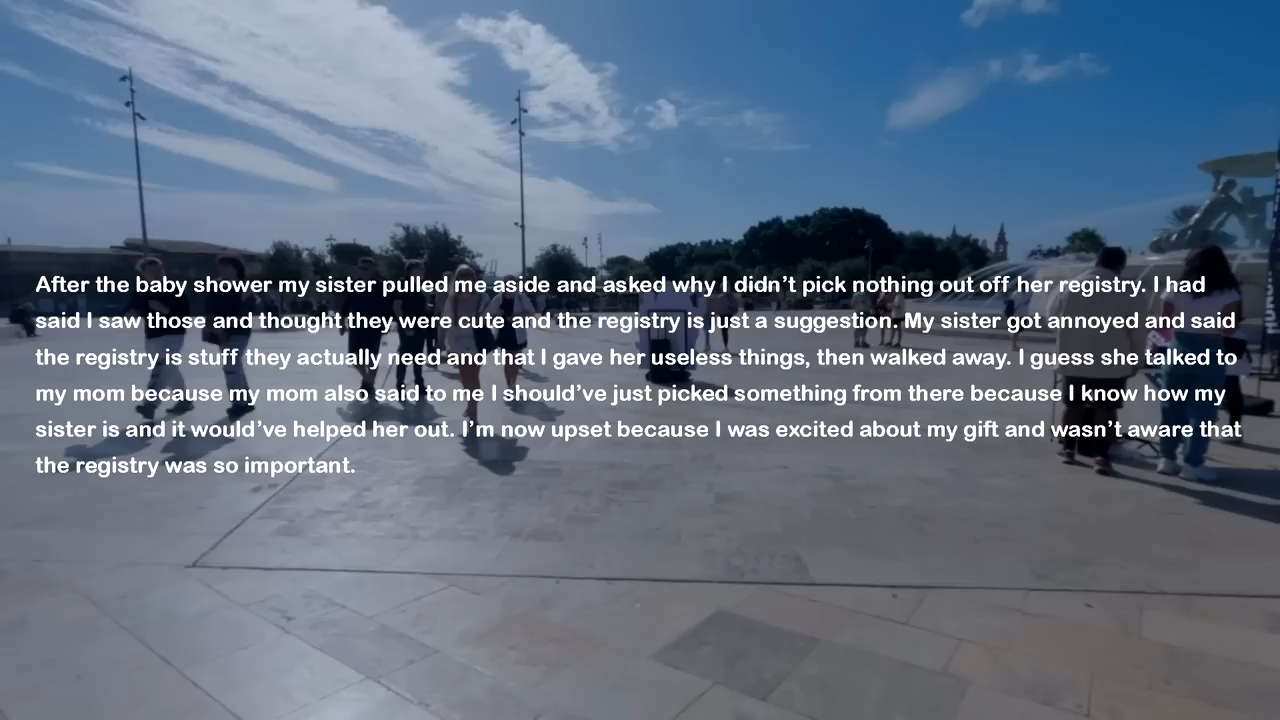 After the baby shower my sister pulled me aside and asked why I didn’t pick nothing out off her registry. I had
said I saw those and thought they were cute and the registry is just a suggestion. My sister got annoyed and said
the registry is stuff they actually need and that I gave her useless things, then walked away. I guess she talked to
my mom because my mom also said to me I should’ve just picked something from there because I know how my
sister is and it would’ve helped her out. I’m now upset because I was excited about my gift and wasn’t aware that
the registry was so important.